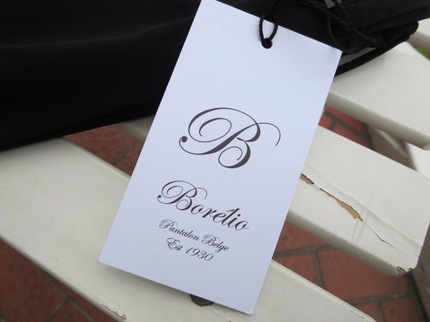 B
Borélio
Pantalon Belge
Est 1930